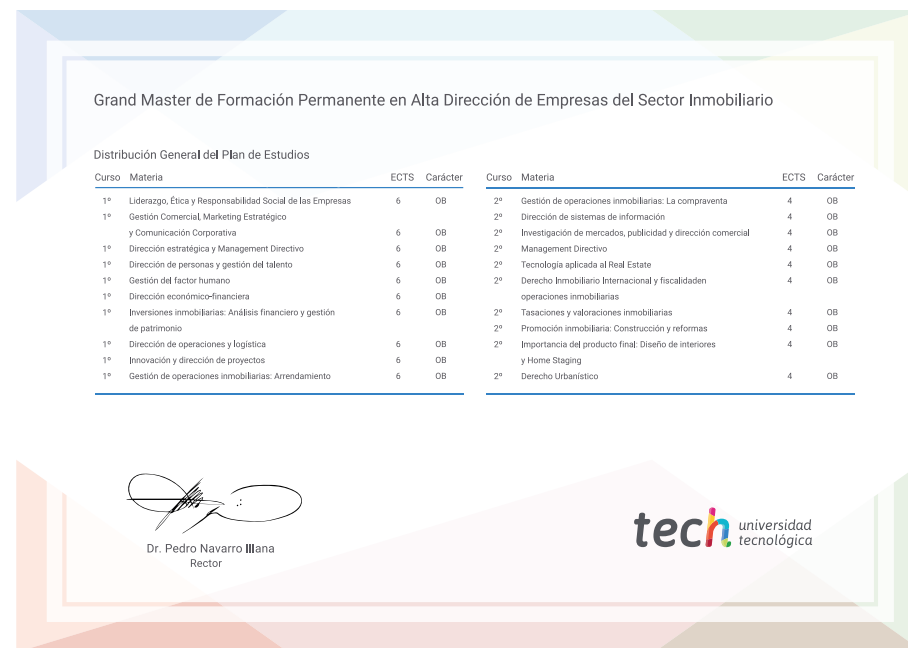 Grand Master de Formación Permanente en Alta Dirección de Empresas del Sector Inmobiliario
Distribución General del Plan de Estudios
Curso Materia ECTS Carácter
1º Liderazgo, Ética y Responsabilidad Social de las Empresas 6 OB
1º Gestión Comercial, Marketing Estratégico
y Comunicación Corporativa 6 OB
1º Dirección estratégica y Management Directivo 6 OB
1º Dirección de personas y gestión del talento 6 OB
1º Gestión del factor humano 6 OB
1º Dirección económico-financiera 6 OB
1º Inversiones inmobiliarias: Análisis financiero y gestión 6 OB
de patrimonio
1º Dirección de operaciones y logística 6 OB
1º Innovación y dirección de proyectos 6 OB
1º Gestión de operaciones inmobiliarias: Arrendamiento 6 OB
Curso Materia ECTS Carácter
2º Gestión de operaciones inmobiliarias: La compraventa 4 OB
2º Dirección de sistemas de información 4 OB
2º Investigación de mercados, publicidad y dirección comercial 4 OB
2º Management Directivo 4 OB
2º Tecnología aplicada al Real Estate 4 OB
2º Derecho Inmobiliario Internacional y fiscalidaden 4 OB
operaciones inmobiliarias
2º Tasaciones y valoraciones inmobiliarias 4 OB
2º Promoción inmobiliaria: Construcción y reformas 4 OB
2º Importancia del producto final: Diseño de interiores 4 OB
y Home Staging
2º Derecho Urbanístico 4 OB
Dr. Pedro Navarro Illana
Rector
tech universidad
tecnológica